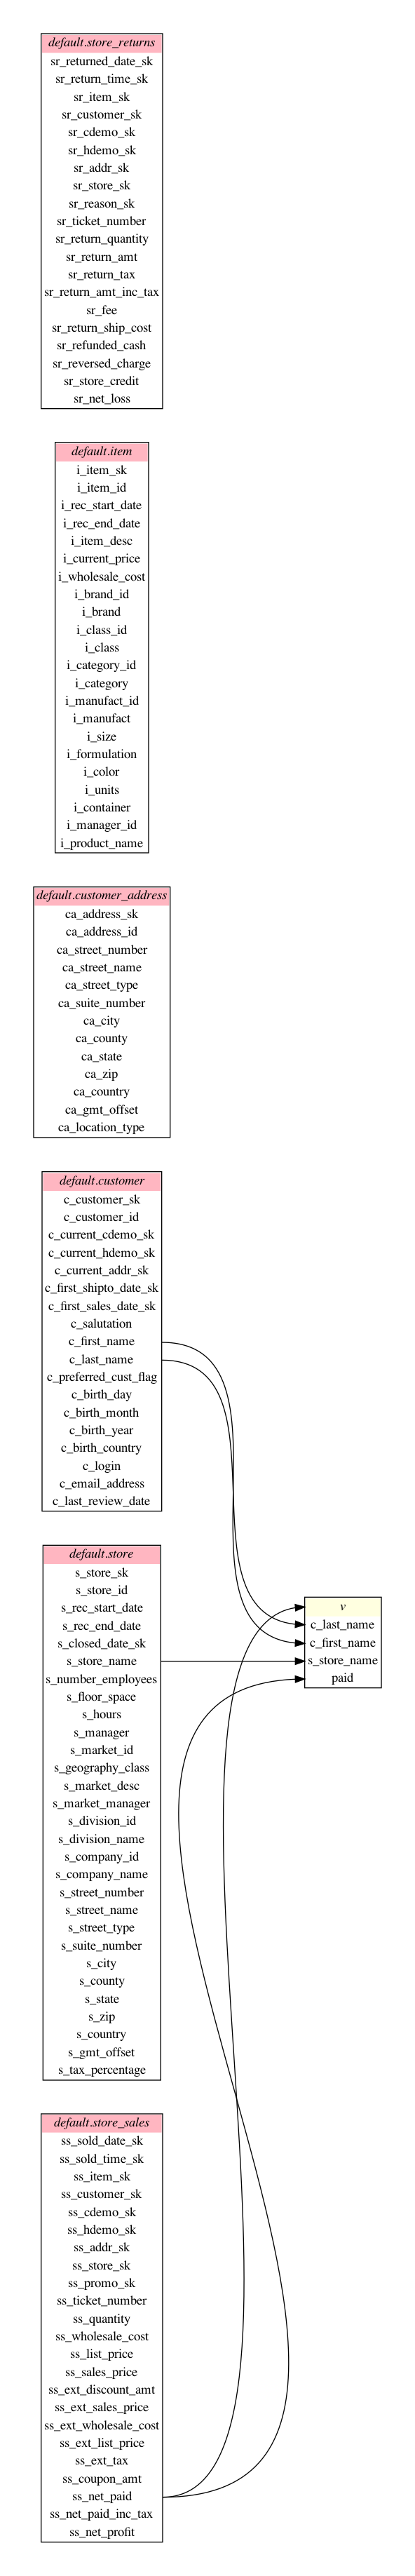 default.store_returns
sr_returned_date_sk
sr_return_time_sk
sr_item_sk
sr_customer_sk
sr_cdemo_sk
sr_hdemo_sk
sr_addr_sk
sr_store_sk
sr_reason_sk
sr_ticket_number
sr_return_quantity
sr_return_amt
sr_return_tax
sr_return_amt_inc_tax
sr_fee
sr_return_ship_cost
sr_refunded_cash
sr_reversed_charge
sr_store_credit
sr_net_loss
default.item
i_item_sk
i_item_id
i_rec_start_date
i_rec_end_date
i_item_desc
i_current_price
i_wholesale_cost
i_brand_id
i_brand
i_class_id
i_class
i_category_id
i_category
i_manufact_id
i_manufact
i_size
i_formulation
i_color
i_units
i_container
i_manager_id
i_product_name
default.customer_address
ca_address_sk
ca_address_id
ca_street_number
ca_street_name
ca_street_type
ca_suite_number
ca_city
ca_county
ca_state
ca_zip
ca_country
ca_gmt_offset
ca_location_type
default.customer
c_customer_sk
c_customer_id
c_current_cdemo_sk
c_current_hdemo_sk
c_current_addr_sk
c_first_shipto_date_sk
c_first_sales_date_sk
c_salutation
c_first_name
c_last_name
c_preferred_cust_flag
c_birth_day
c_birth_month
c_birth_year
c_birth_country
c_login
c_email_address
c_last_review_date
default.store
s_store_sk
s_store_id
s_rec_start_date
s_rec_end_date
s_closed_date_sk
s_store_name
s_number_employees
s_floor_space
s_hours
s_manager
s_market_id
s_geography_class
s_market_desc
s_market_manager
s_division_id
s_division_name
s_company_id
s_company_name
s_street_number
s_street_name
s_street_type
s_suite_number
s_city
s_county
s_state
s_zip
s_country
s_gmt_offset
s_tax_percentage
default.store_sales
ss_sold_date_sk
ss_sold_time_sk
ss_item_sk
ss_customer_sk
ss_cdemo_sk
ss_hdemo_sk
ss_addr_sk
ss_store_sk
ss_promo_sk
ss_ticket_number
ss_quantity
ss_wholesale_cost
ss_list_price
ss_sales_price
ss_ext_discount_amt
ss_ext_sales_price
ss_ext_wholesale_cost
ss_ext_list_price
ss_ext_tax
ss_coupon_amt
ss_net_paid
ss_net_paid_inc_tax
ss_net_profit
v
c_last_name
c_first_name
s_store_name
paid